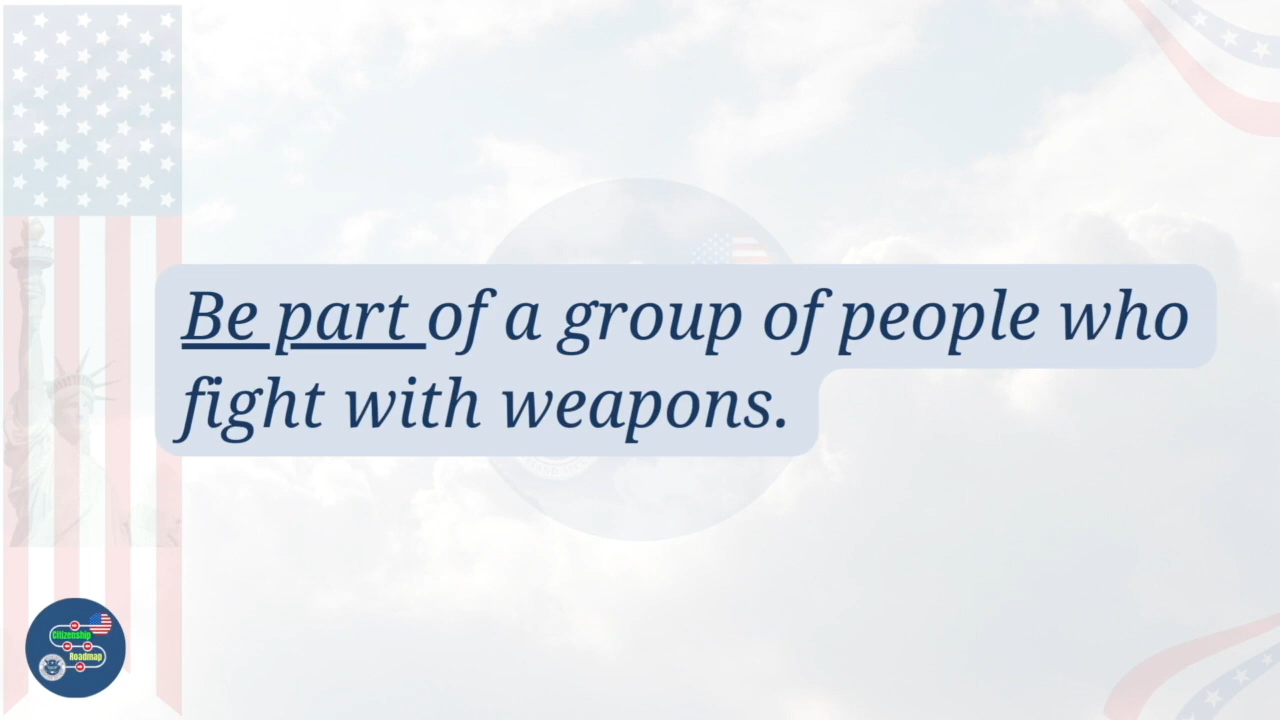 Be part of a group of people who
fight with weapons.
Citizenship
Roadmap